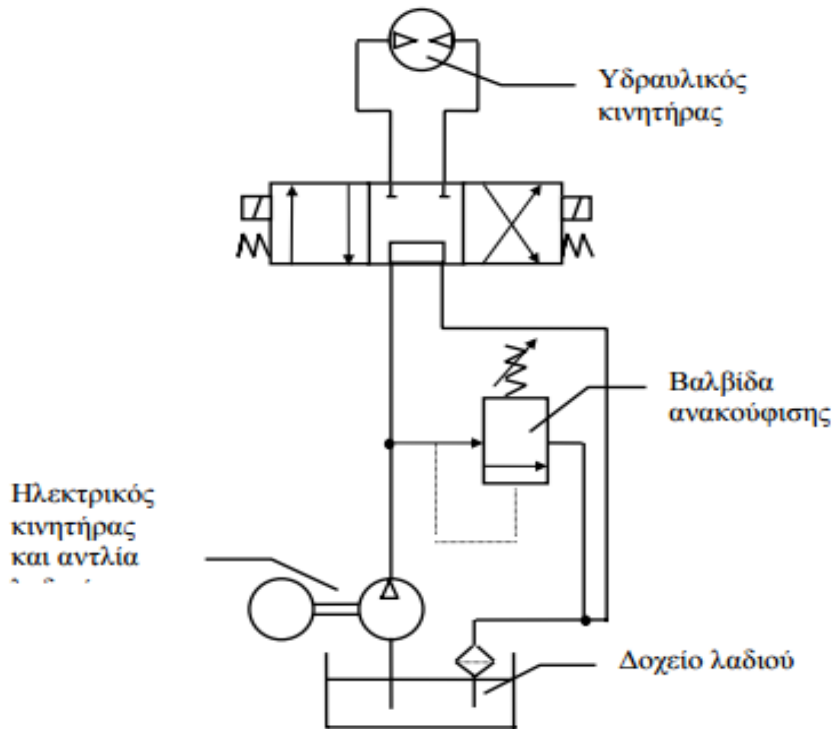 Υδραυλικός
κινητήρας
Βαλβίδα
ανακούφισης
Ηλεκτρικός
κινητήρας
και αντλία
Δοχείο λαδιού